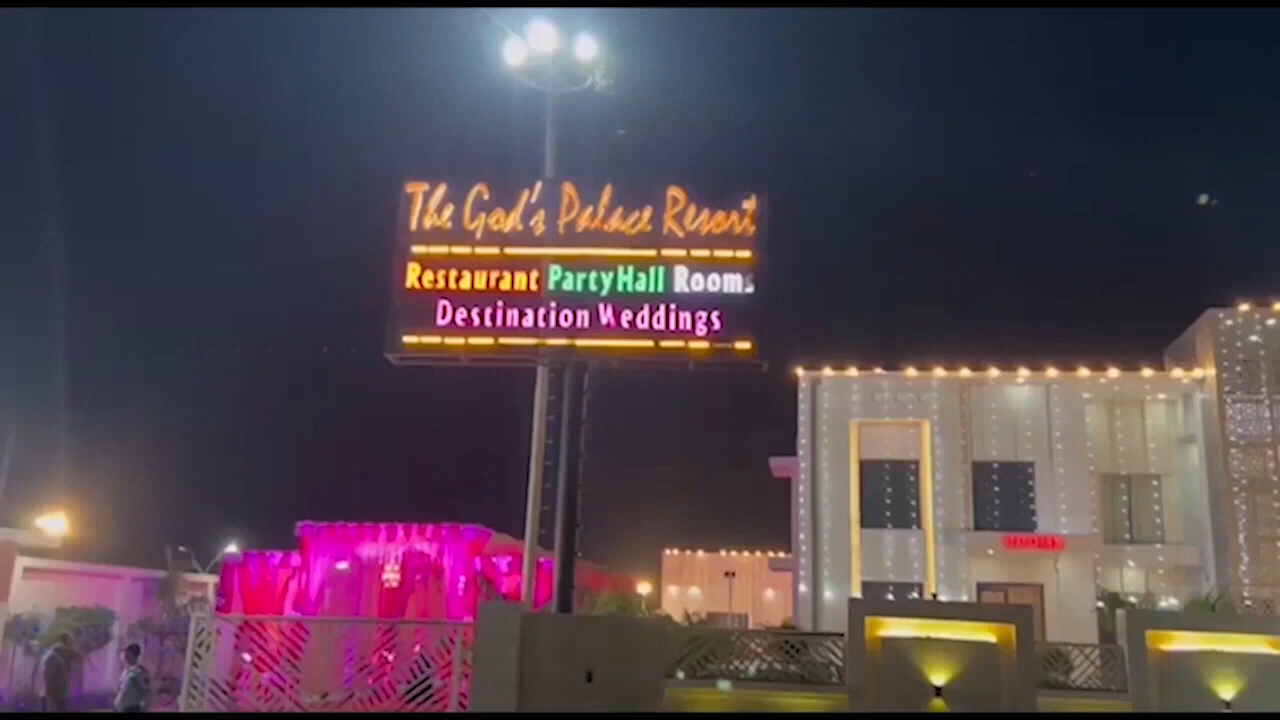 The God's Palace Resort
Restaurant PartyHall Rooms
Destination Weddings